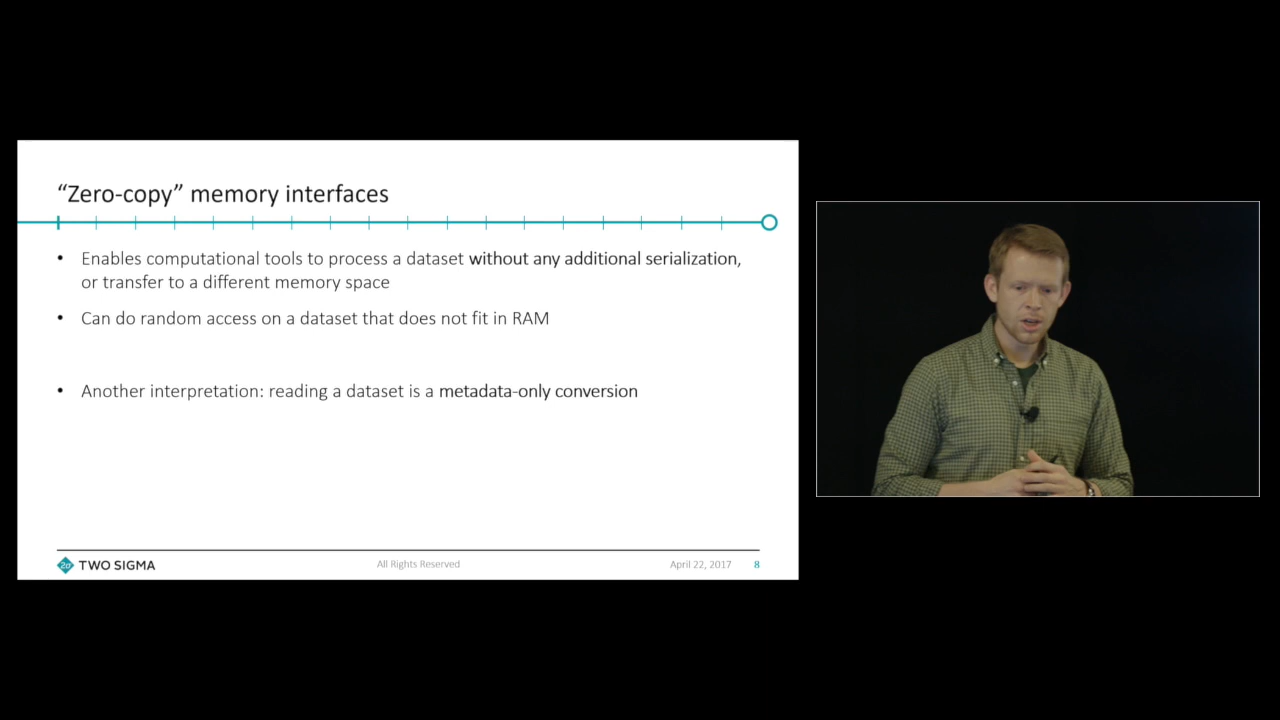 “Zero-copy” memory interfaces
• Enables computational tools to process a dataset without any additional serialization,
or transfer to a different memory space
• Can do random access on a dataset that does not fit in RAM
• Another interpretation: reading a dataset is a metadata-only conversion
2σ TWO SIGMA
All Rights Reserved
April 22, 2017
8